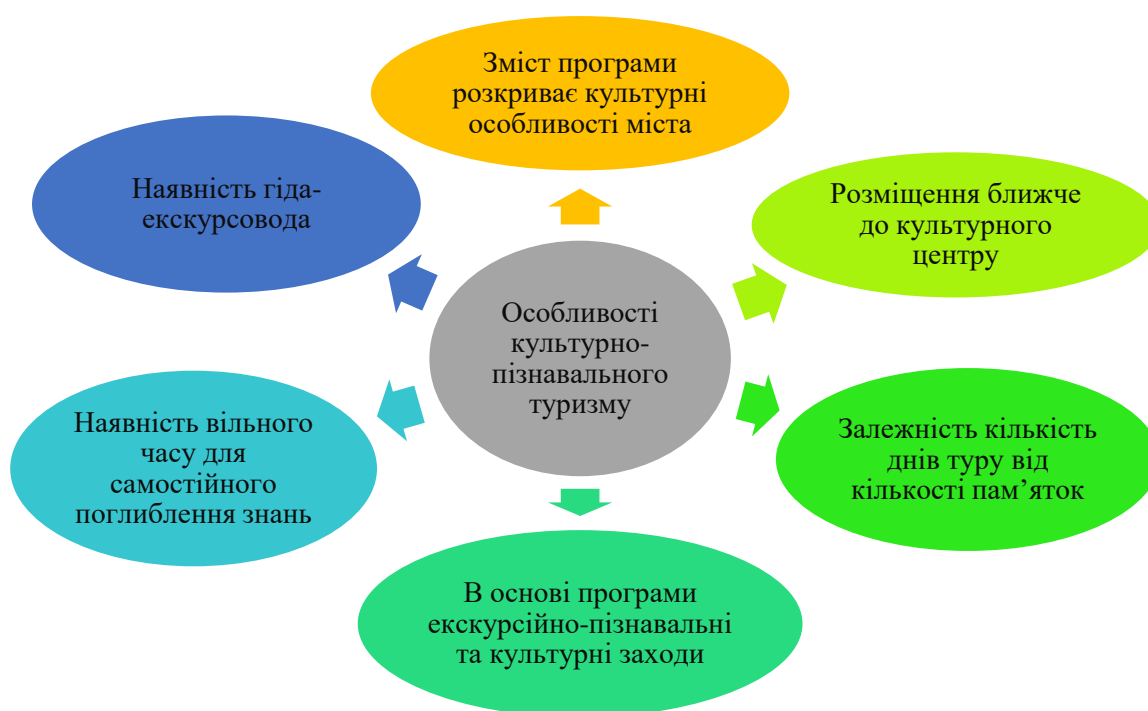 Зміст програми
розкриває культурні
особливості міста
Наявність гіда-
екскурсовода
Розміщення ближче
до культурного
центру
Особливості
культурно-
пізнавального
туризму
Наявність вільного
часу для
самостійного
поглиблення знань
Залежність кількість
днів туру від
кількості пам’яток
В основі програми
екскурсійно-пізнавальні
та культурні заходи